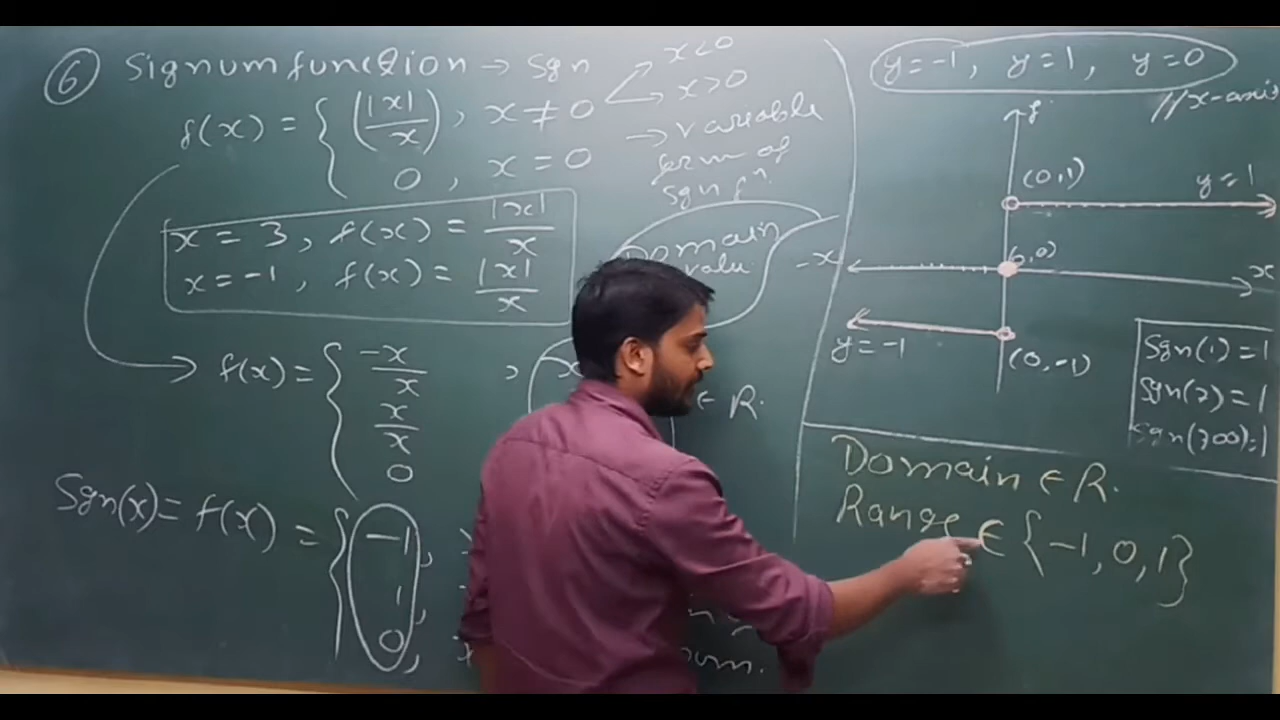 ⑥ Signum function → Sgn
x<0
x>0
f(x) = { (|x|/x), x ≠ 0
0, x = 0
→ variable
form of
sgn fⁿ.
x = 3, f(x) = |x|/x
x = -1, f(x) = |x|/x
Domain
f(x) = { -x/x ,
x/x
0
∈ R.
Sgn(x) = f(x) = { -1,
1,
0,
y = -1, y = 1, y = 0
// x-axis
(0,1)
y = 1
-x
(0,0)
x
y = -1
(0,-1)
Sgn(1) = 1
Sgn(2) = 1
Sgn(700) = 1
Domain ∈ R.
Range ∈ {-1, 0, 1}